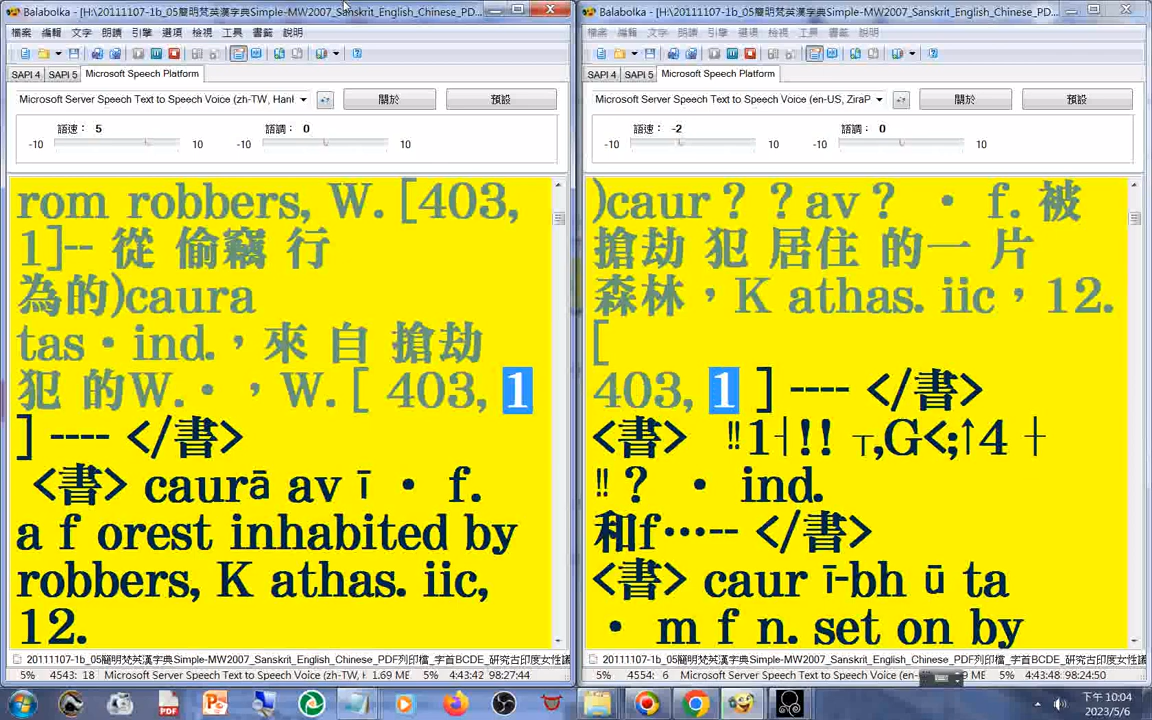 Balabolka - [H:\20111107-1b_05簡明梵英漢字典Simple-MW2007_Sanskrit_English_Chinese_PD...
檔案 編輯 文字 朗讀 引擎 選項 檢視 工具 書籤 說明
SAPI 4 SAPI 5 Microsoft Speech Platform
Microsoft Server Speech Text to Speech Voice (zh-TW, Hanl 關於 預設
語速： 5 語調： 0
-10 10 -10 10
rom robbers, W. [403,
1]-- 從 偷竊 行
為的)caura
tas • ind.，來 自 搶劫
犯 的W. • ，W. [ 403, 1
] ---- </書>
<書> caurā av ī • f.
a f orest inhabited by
robbers, K athas. iic,
12.
20111107-1b_05簡明梵英漢字典Simple-MW2007_Sanskrit_English_Chinese_PDF列印檔_字首BCDE_研究古印度女性議
5% 4543: 18 Microsoft Server Speech Text to Speech Voice (zh-TW, H 1.69 ME 5% 4:43:42 98:27:44
Balabolka - [H:\20111107-1b_05簡明梵英漢字典Simple-MW2007_Sanskrit_English_Chinese_PD...
檔案 編輯 文字 朗讀 引擎 選項 檢視 工具 書籤 說明
SAPI 4 SAPI 5 Microsoft Speech Platform
Microsoft Server Speech Text to Speech Voice (en-US, ZiraP 關於 預設
語速： -2 語調： 0
-10 10 -10 10
)caur？？av？ • f. 被
搶劫 犯 居住 的一 片
森林，K athas. iic，12.
[
403, 1 ] ---- </書>
<書> ‼1┤!! ┬,G<;↑4 ┼
‼？ • ind.
和f…-- </書>
<書> caur ī-bh ū ta
• m f n. set on by
20111107-1b_05簡明梵英漢字典Simple-MW2007_Sanskrit_English_Chinese_PDF列印檔_字首BCDE_研究古印度女性議
5% 4554: 6 Microsoft Server Speech Text to Speech Voice (en-US, 9 ME 5% 4:43:48 98:24:50
下午 10:04
2023/5/6